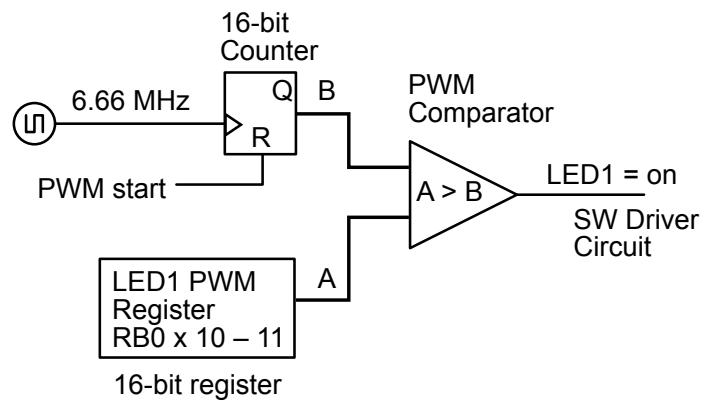 16-bit
Counter
6.66 MHz
Q
B
R
PWM start
PWM
Comparator
A > B
LED1 = on
SW Driver
Circuit
LED1 PWM
Register
RB0 x 10 – 11
A
16-bit register